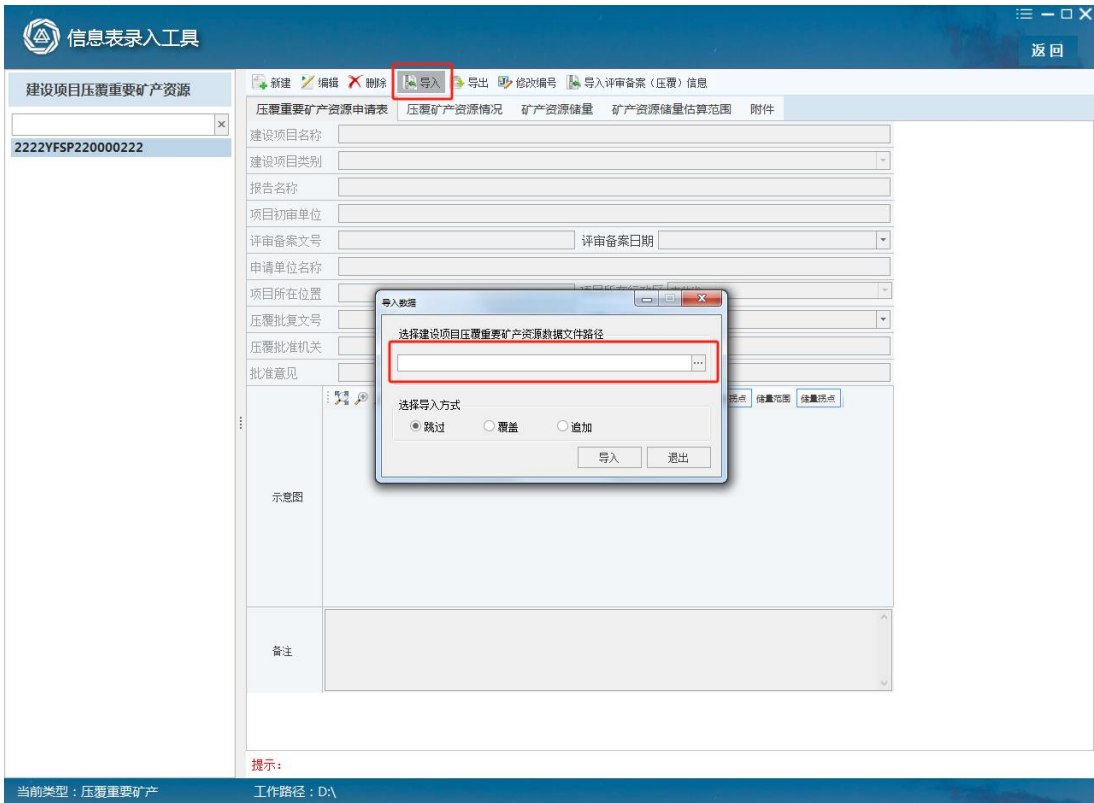 信息表录入工具
返回
建设项目压覆重要矿产资源
新建 编辑 删除 导入 导出 修改编号 导入评审备案（压覆）信息
压覆重要矿产资源申请表 压覆矿产资源情况 矿产资源储量 矿产资源储量估算范围 附件
2222YFSP220000222
建设项目名称
建设项目类别
报告名称
项目初审单位
评审备案文号 评审备案日期
申请单位名称
项目所在位置
压覆批复文号
压覆批准机关
批准意见
导入数据
选择建设项目压覆重要矿产资源数据文件路径
...
选择导入方式
跳过 覆盖 追加
导入 退出
拐点 储量范围 储量拐点
示意图
备注
提示：
当前类型：压覆重要矿产 工作路径：D:\